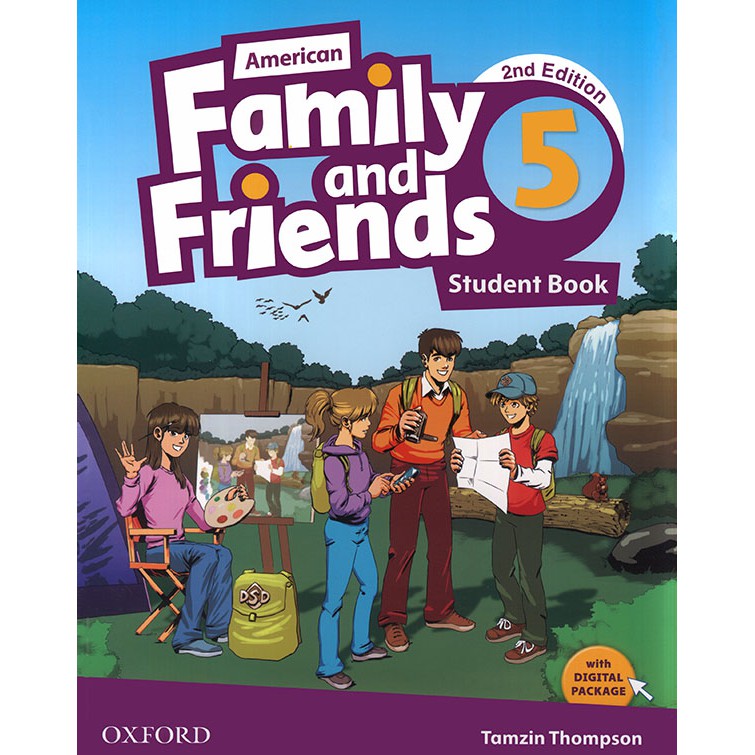 American
Family
and
Friends
2nd Edition
5
Student Book
DSD
with
DIGITAL
PACKAGE
OXFORD
Tamzin Thompson